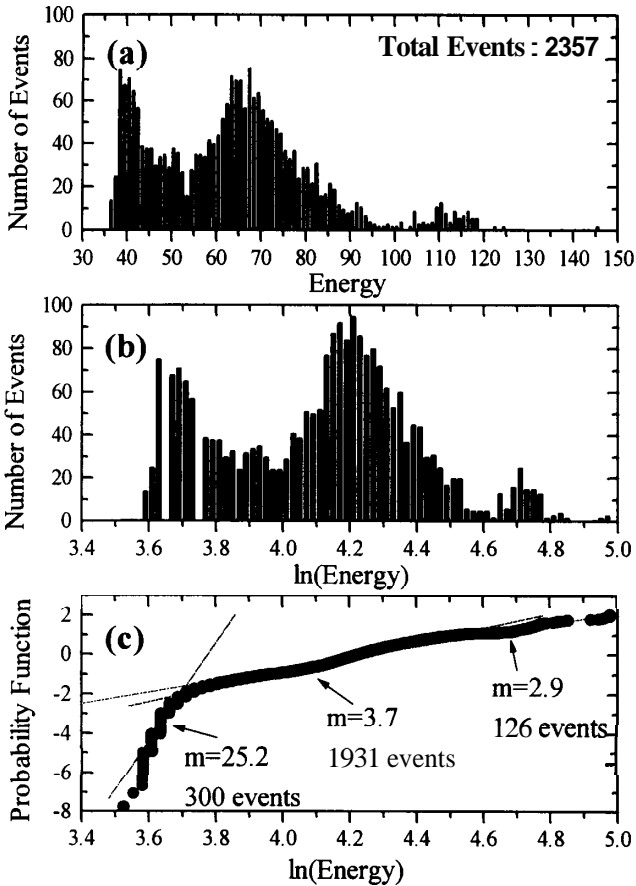 (a) Total Events : 2357
Number of Events
100
80
60
40
20
0
30 40 50 60 70 80 90 100 110 120 130 140 150
Energy
(b)
Number of Events
100
80
60
40
20
0
3.4 3.6 3.8 4.0 4.2 4.4 4.6 4.8 5.0
ln(Energy)
(c)
Probability Function
2
0
-2
-4
-6
-8
m=2.9
126 events
m=3.7
1931 events
m=25.2
300 events
3.4 3.6 3.8 4.0 4.2 4.4 4.6 4.8 5.0
ln(Energy)